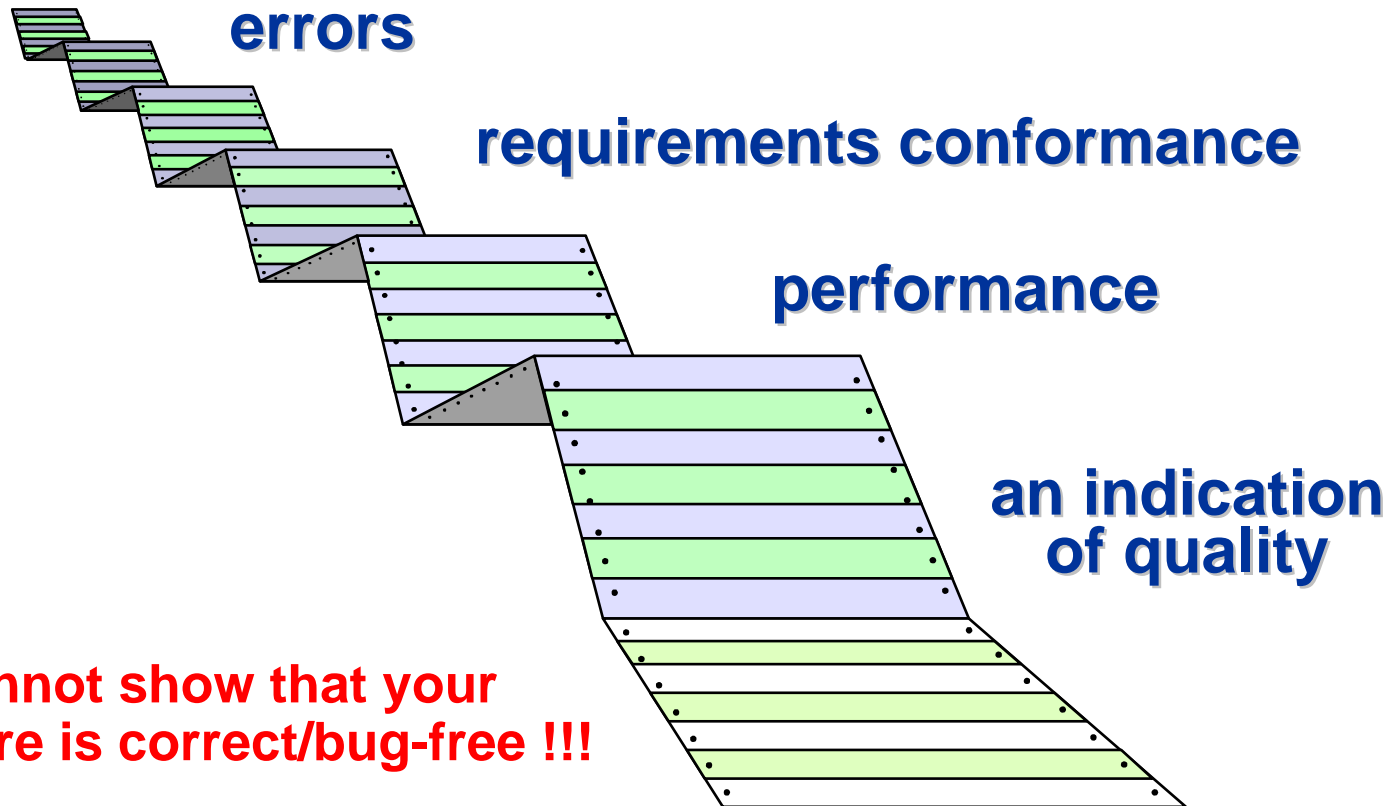 errors
requirements conformance
performance
an indication
of quality
nnot show that your
re is correct/bug-free !!!